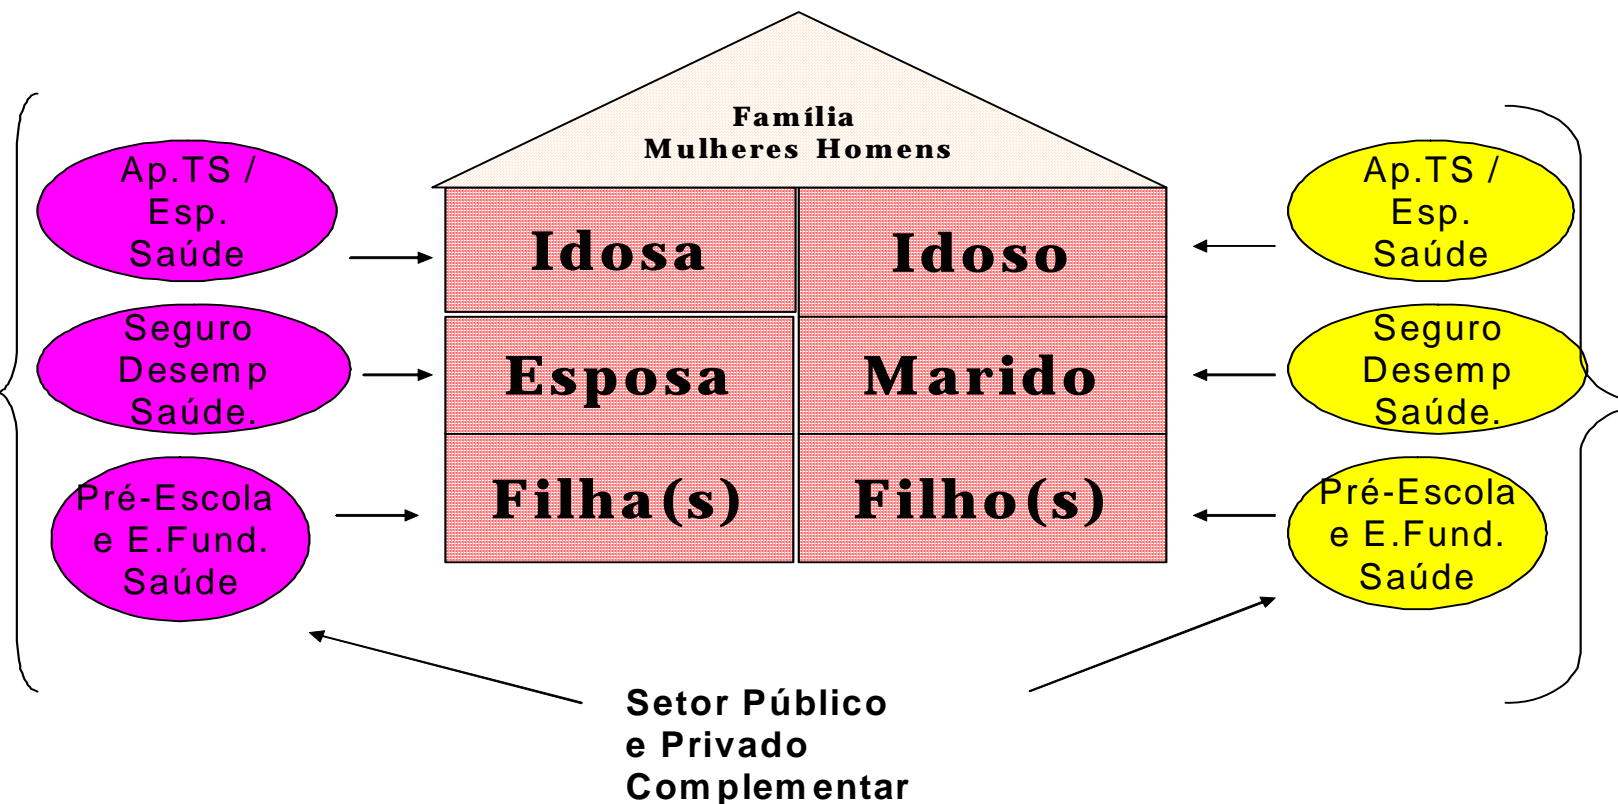 Família
Mulheres Homens
Ap.TS /
Esp.
Saúde
Idosa
Idoso
Ap.TS /
Esp.
Saúde
Seguro
Desemp
Saúde.
Esposa
Marido
Seguro
Desemp
Saúde.
Pré-Escola
e E.Fund.
Saúde
Filha(s)
Filho(s)
Pré-Escola
e E.Fund.
Saúde
Setor Público
e Privado
Complementar